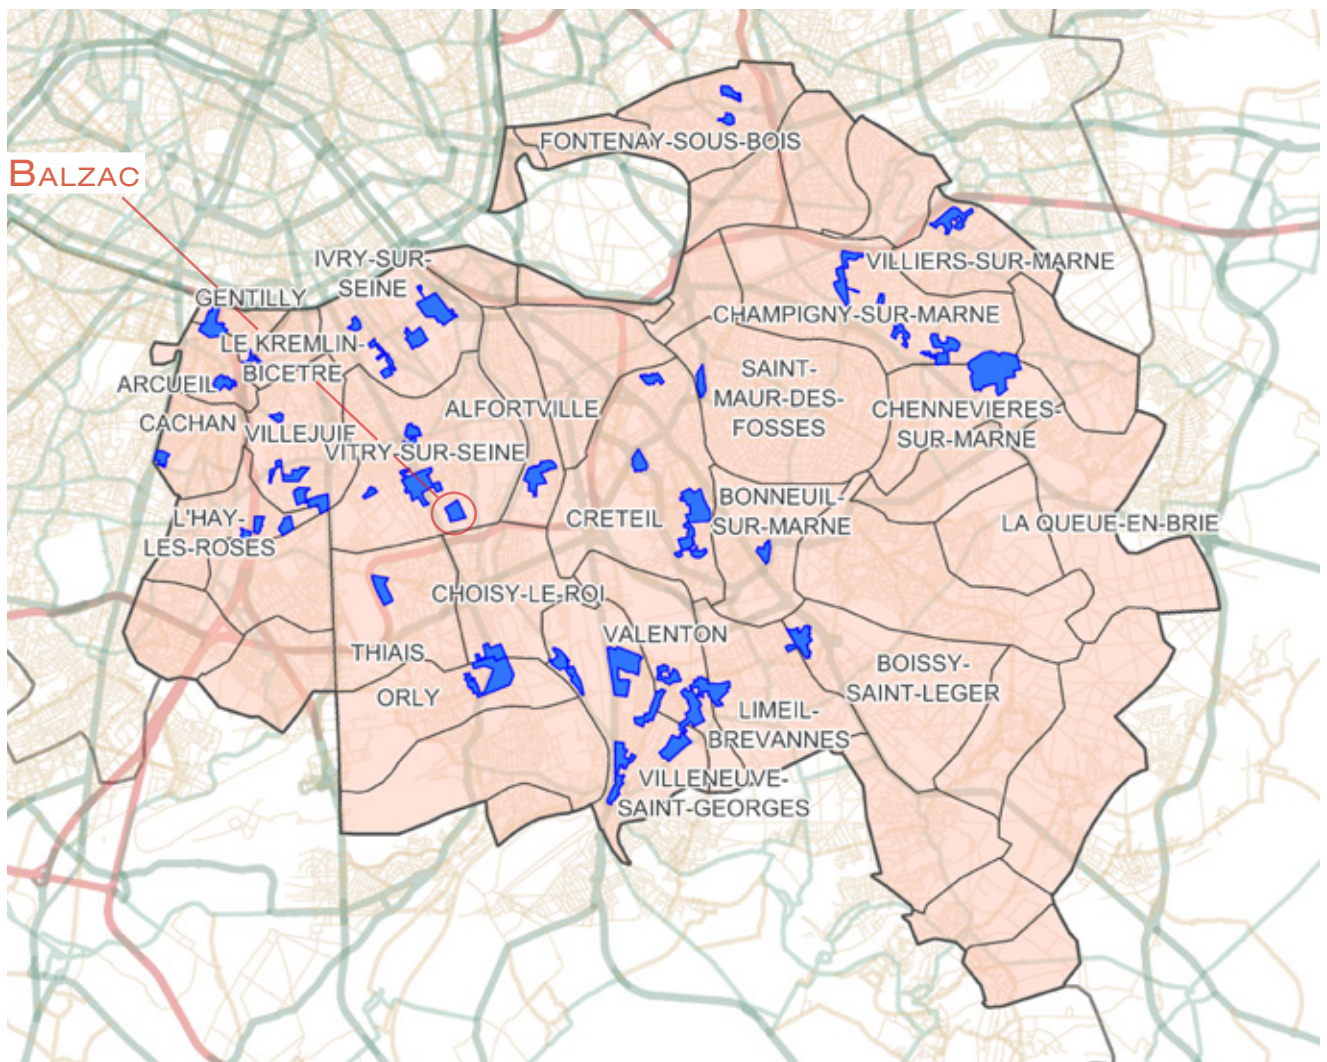 FONTENAY-SOUS-BOIS
BALZAC
IVRY-SUR-
SEINE
VILLIERS-SUR-MARNE
GENTILLY
CHAMPIGNY-SUR-MARNE
LE KREMLIN-
BICETRE
ARCUEIL
SAINT-
MAUR-DES-
FOSSES
CACHAN
ALFORTVILLE
CHENNEVIERES-
SUR-MARNE
VILLEJUIF
VITRY-SUR-SEINE
L'HAY-
LES-ROSES
CRETEIL
BONNEUIL-
SUR-MARNE
LA QUEUE-EN-BRIE
CHOISY-LE-ROI
VALENTON
THIAIS
ORLY
BOISSY-
SAINT-LEGER
LIMEIL-
BREVANNES
VILLENEUVE-
SAINT-GEORGES